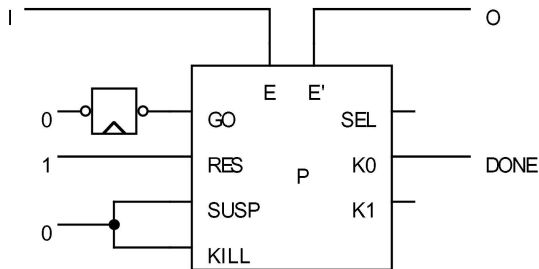 I O
E E'
0 GO SEL
1 RES P K0 DONE
SUSP K1
0
KILL